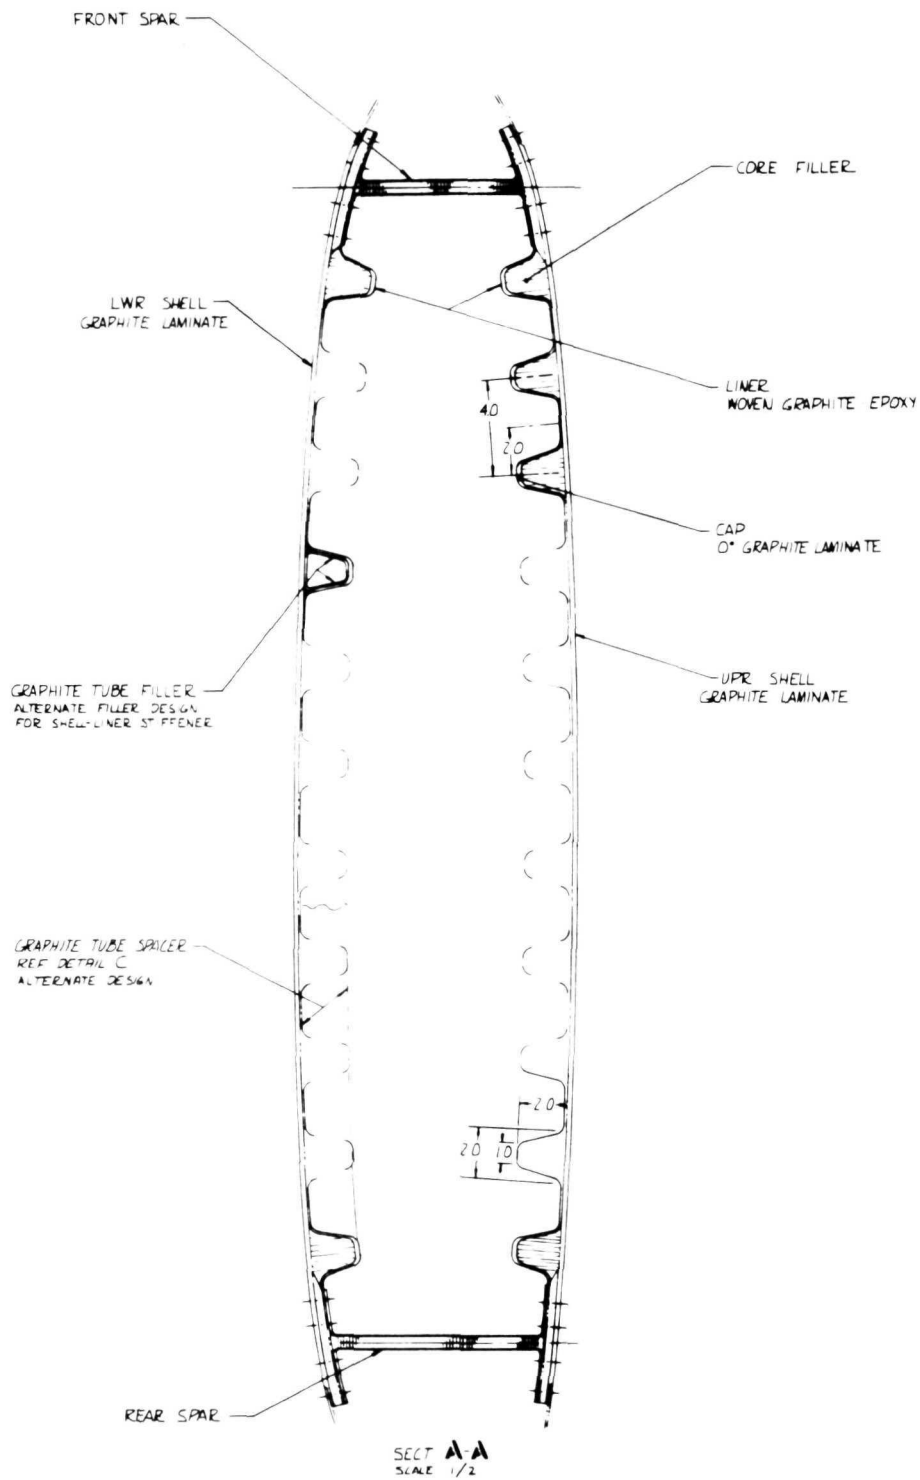 FRONT SPAR
CORE FILLER
LWR SHELL
GRAPHITE LAMINATE
LINER
WOVEN GRAPHITE EPOXY
4.0
2.0
CAP
0° GRAPHITE LAMINATE
GRAPHITE TUBE FILLER
ALTERNATE FILLER DESIGN
FOR SHELL-LINER ST FFENER
UPR SHELL
GRAPHITE LAMINATE
GRAPHITE TUBE SPACER
REF DETAIL C
ALTERNATE DESIGN
2.0
2.0
1.0
REAR SPAR
SECT A-A
SCALE 1/2